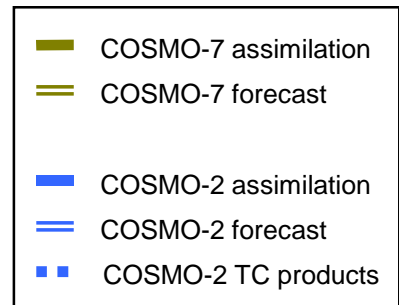 COSMO-7 assimilation
COSMO-7 forecast
COSMO-2 assimilation
COSMO-2 forecast
COSMO-2 TC products